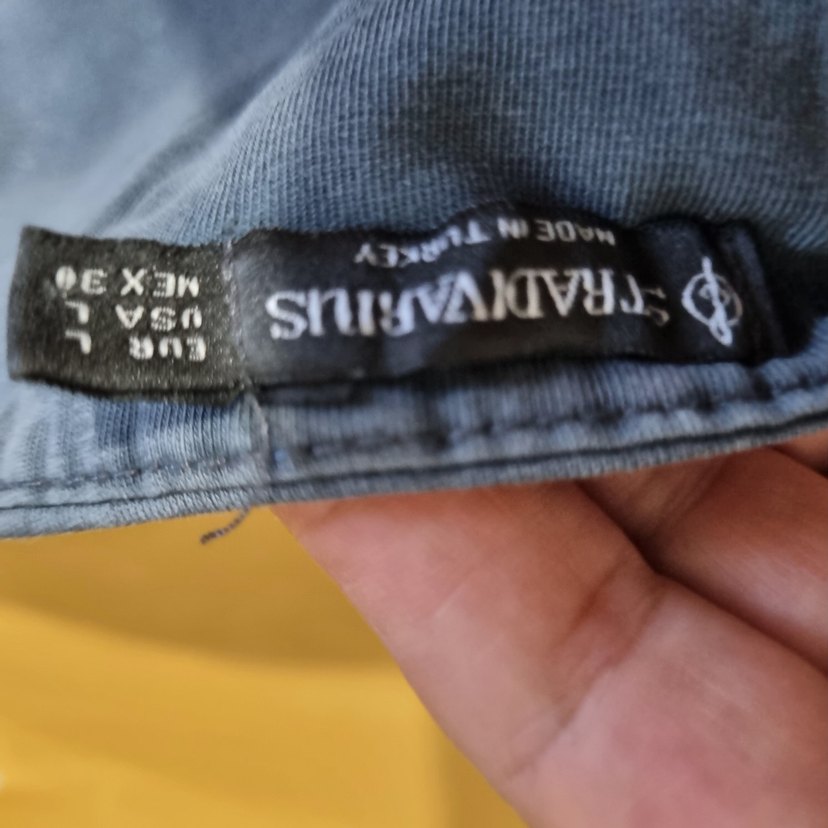 STRADIVARIUS
MADE IN TURKEY
EUR L
USA L
MEX 30